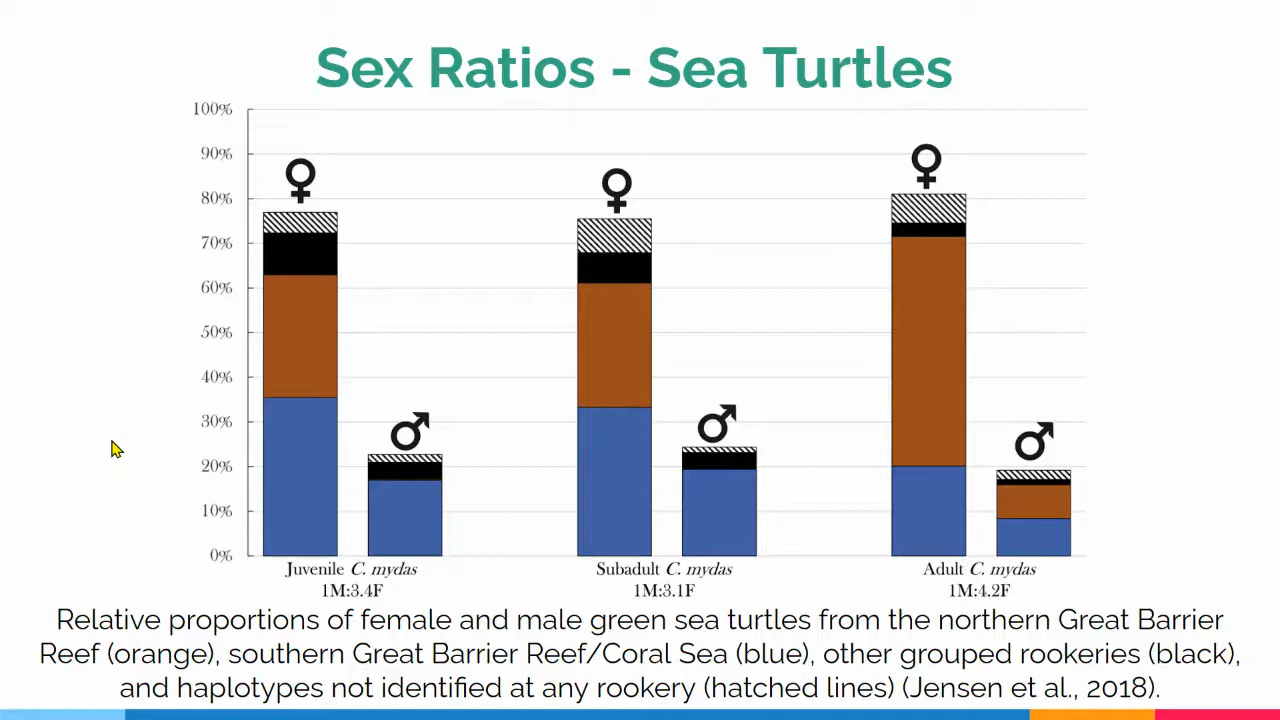 Sex Ratios - Sea Turtles
100%
90%
80%
70%
60%
50%
40%
30%
20%
10%
0%
Juvenile C. mydas
1M:3.4F
Subadult C. mydas
1M:3.1F
Adult C. mydas
1M:4.2F
Relative proportions of female and male green sea turtles from the northern Great Barrier
Reef (orange), southern Great Barrier Reef/Coral Sea (blue), other grouped rookeries (black),
and haplotypes not identified at any rookery (hatched lines) (Jensen et al., 2018).